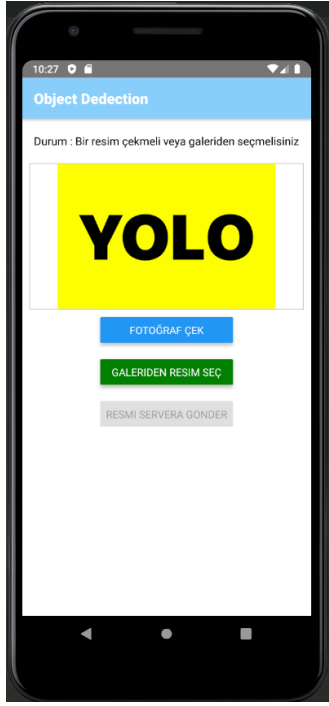 10:27
Object Dedection
Durum : Bir resim çekmeli veya galeriden seçmelisiniz
YOLO
FOTOĞRAF ÇEK
GALERIDEN RESIM SEÇ
RESMI SERVERA GONDER